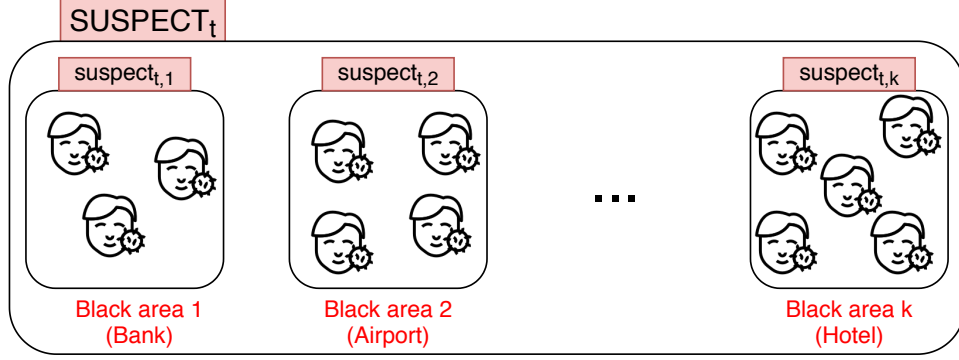 SUSPECTt
suspectt,1
suspectt,2
suspectt,k
...
Black area 1
(Bank)
Black area 2
(Airport)
Black area k
(Hotel)